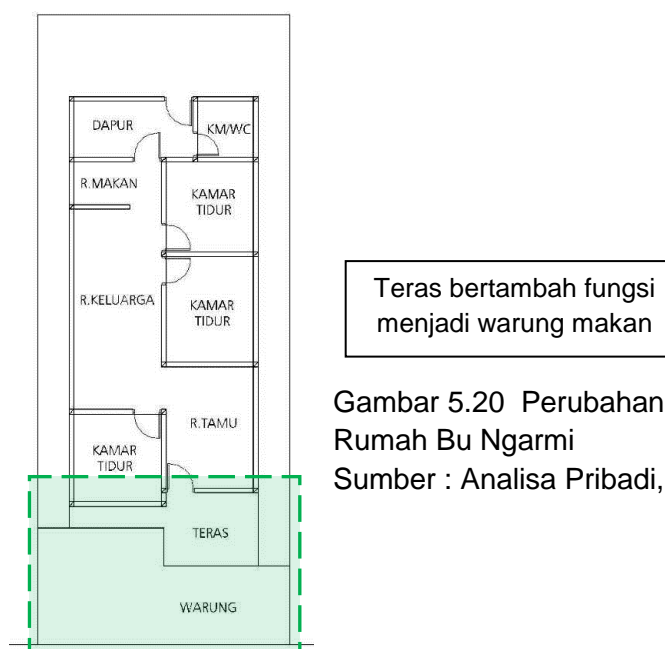 DAPUR
KM/WC
R.MAKAN
KAMAR
TIDUR
R.KELUARGA
KAMAR
TIDUR
R.TAMU
KAMAR
TIDUR
TERAS
WARUNG
Teras bertambah fungsi
menjadi warung makan
Gambar 5.20 Perubahan
Rumah Bu Ngarmi
Sumber : Analisa Pribadi,